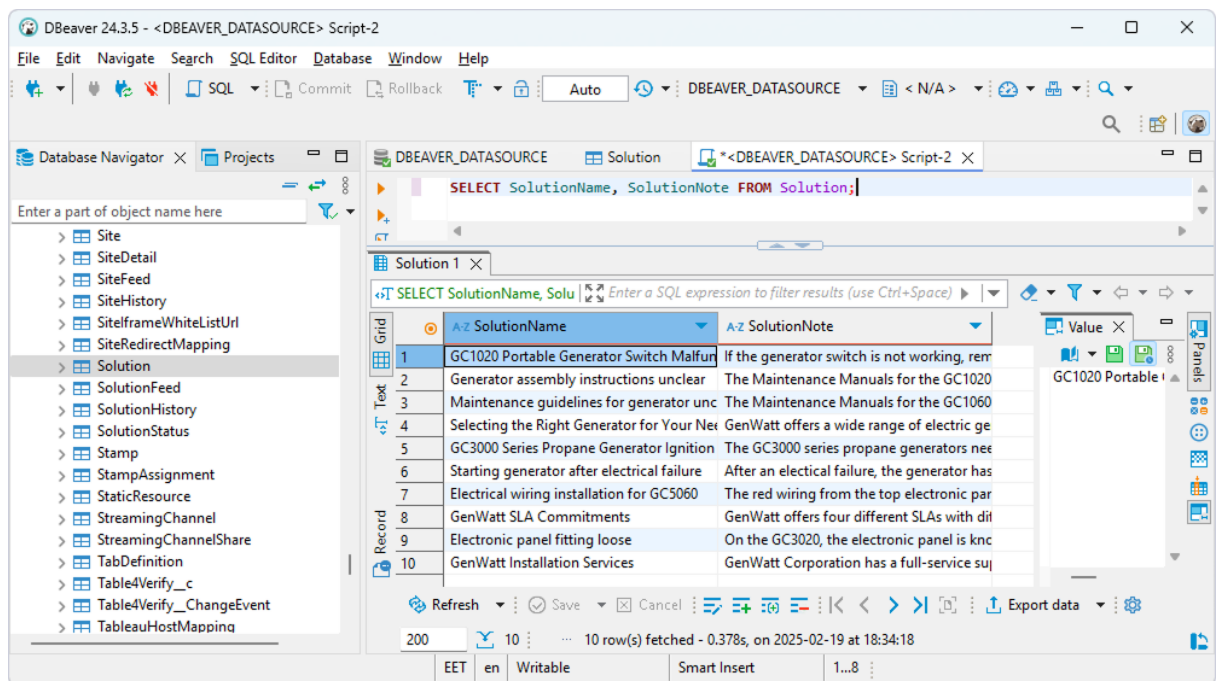 DBeaver 24.3.5 - <DBEAVER_DATASOURCE> Script-2
File Edit Navigate Search SQL Editor Database Window Help
SQL Commit Rollback Auto DBEAVER_DATASOURCE < N/A >
Database Navigator Projects
Enter a part of object name here
Site
SiteDetail
SiteFeed
SiteHistory
SiteIframeWhiteListUrl
SiteRedirectMapping
Solution
SolutionFeed
SolutionHistory
SolutionStatus
Stamp
StampAssignment
StaticResource
StreamingChannel
StreamingChannelShare
TabDefinition
Table4Verify__c
Table4Verify__ChangeEvent
TableauHostMapping
DBEAVER_DATASOURCE Solution *<DBEAVER_DATASOURCE> Script-2
SELECT SolutionName, SolutionNote FROM Solution;
Solution 1
SELECT SolutionName, Solu Enter a SQL expression to filter results (use Ctrl+Space)
Grid
Text
Record
A-Z SolutionName A-Z SolutionNote
1 GC1020 Portable Generator Switch Malfun If the generator switch is not working, rem
2 Generator assembly instructions unclear The Maintenance Manuals for the GC1020
3 Maintenance guidelines for generator unc The Maintenance Manuals for the GC1060
4 Selecting the Right Generator for Your Nee GenWatt offers a wide range of electric ge
5 GC3000 Series Propane Generator Ignition The GC3000 series propane generators nee
6 Starting generator after electrical failure After an electical failure, the generator has
7 Electrical wiring installation for GC5060 The red wiring from the top electronic par
8 GenWatt SLA Commitments GenWatt offers four different SLAs with dif
9 Electronic panel fitting loose On the GC3020, the electronic panel is knc
10 GenWatt Installation Services GenWatt Corporation has a full-service su
Value
GC1020 Portable
Panels
Refresh Save Cancel Export data
200 10 10 row(s) fetched - 0.378s, on 2025-02-19 at 18:34:18
EET en Writable Smart Insert 1...8